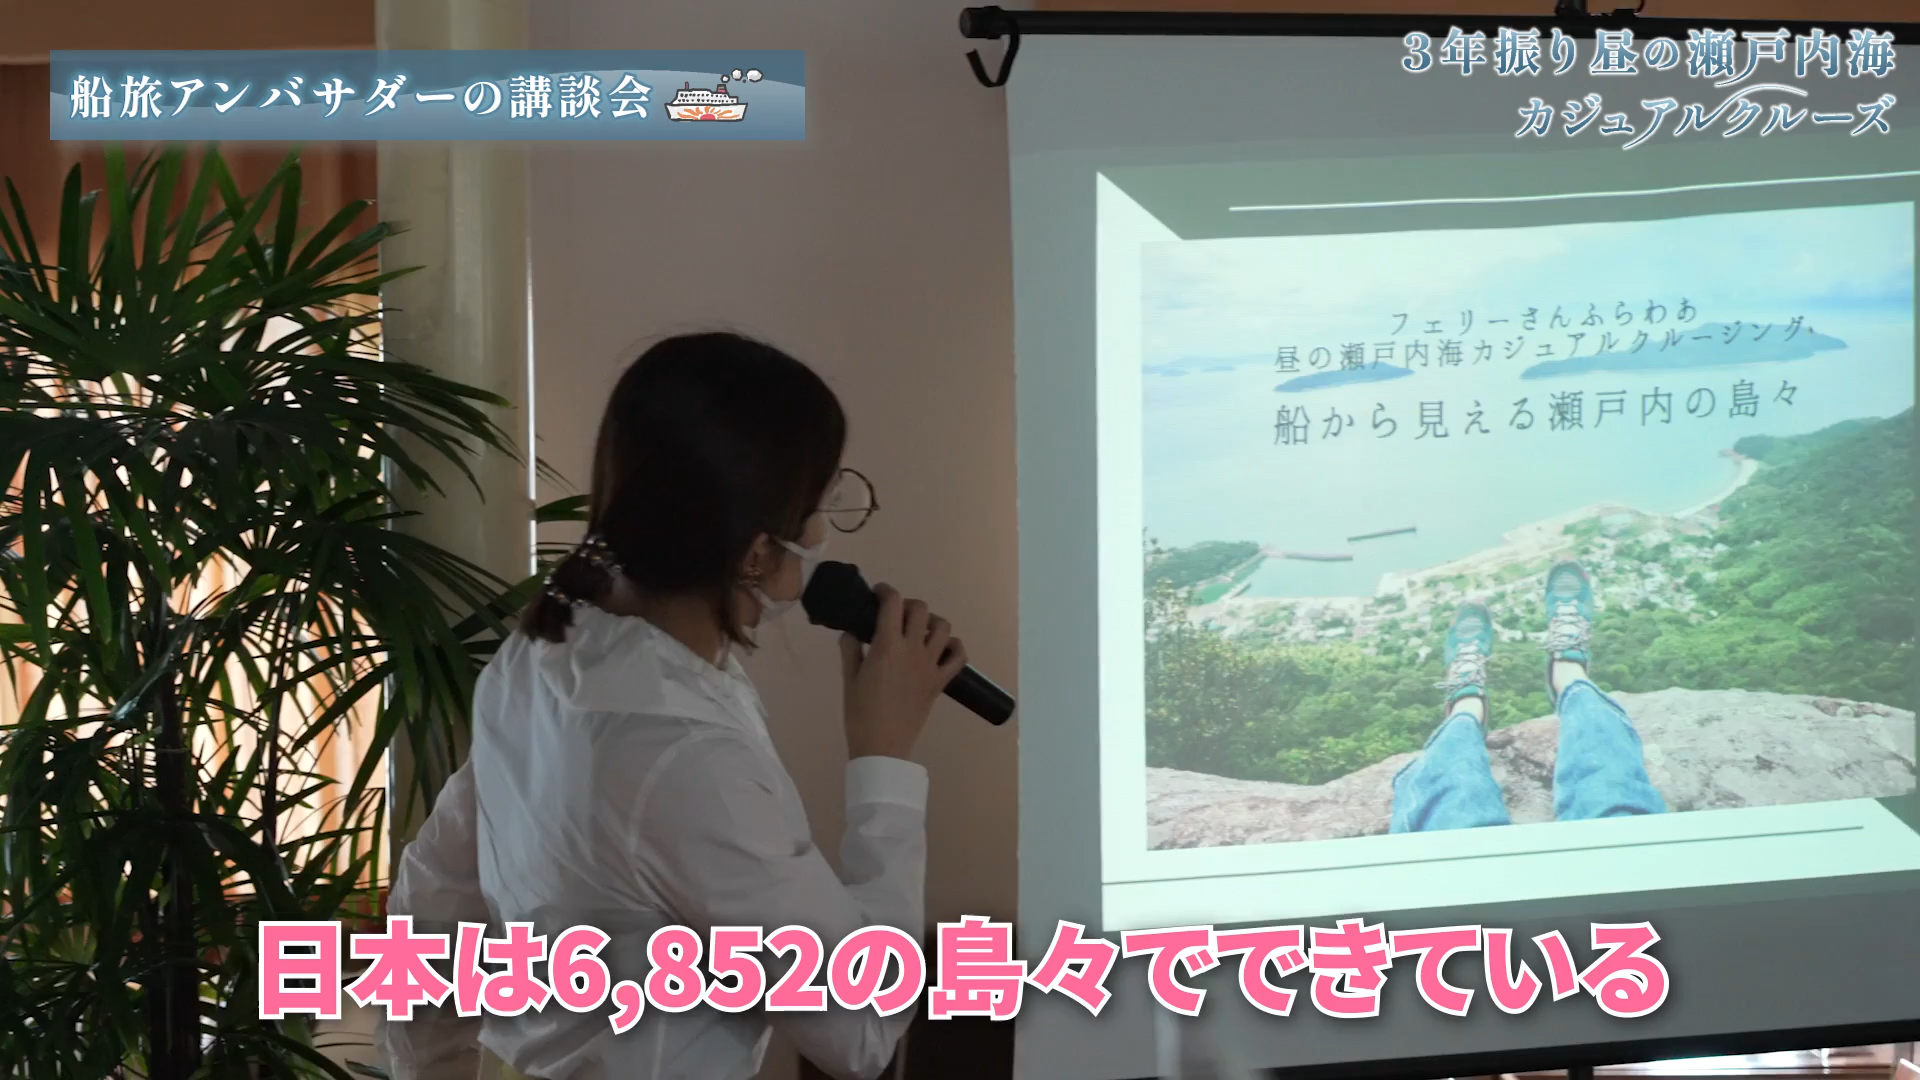 船旅アンバサダーの講談会
3年振り昼の瀬戸内海
カジュアルクルーズ
フェリーさんふらわあ
昼の瀬戸内海カジュアルクルージング、
船から見える瀬戸内の島々
日本は6,852の島々でできている